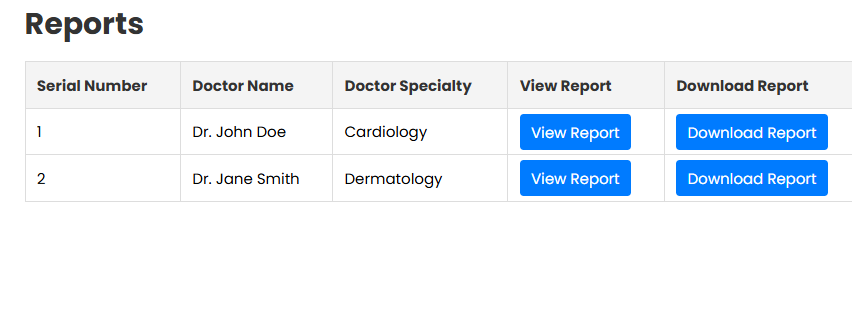 Reports
Serial Number Doctor Name Doctor Specialty View Report Download Report
1 Dr. John Doe Cardiology View Report Download Report
2 Dr. Jane Smith Dermatology View Report Download Report